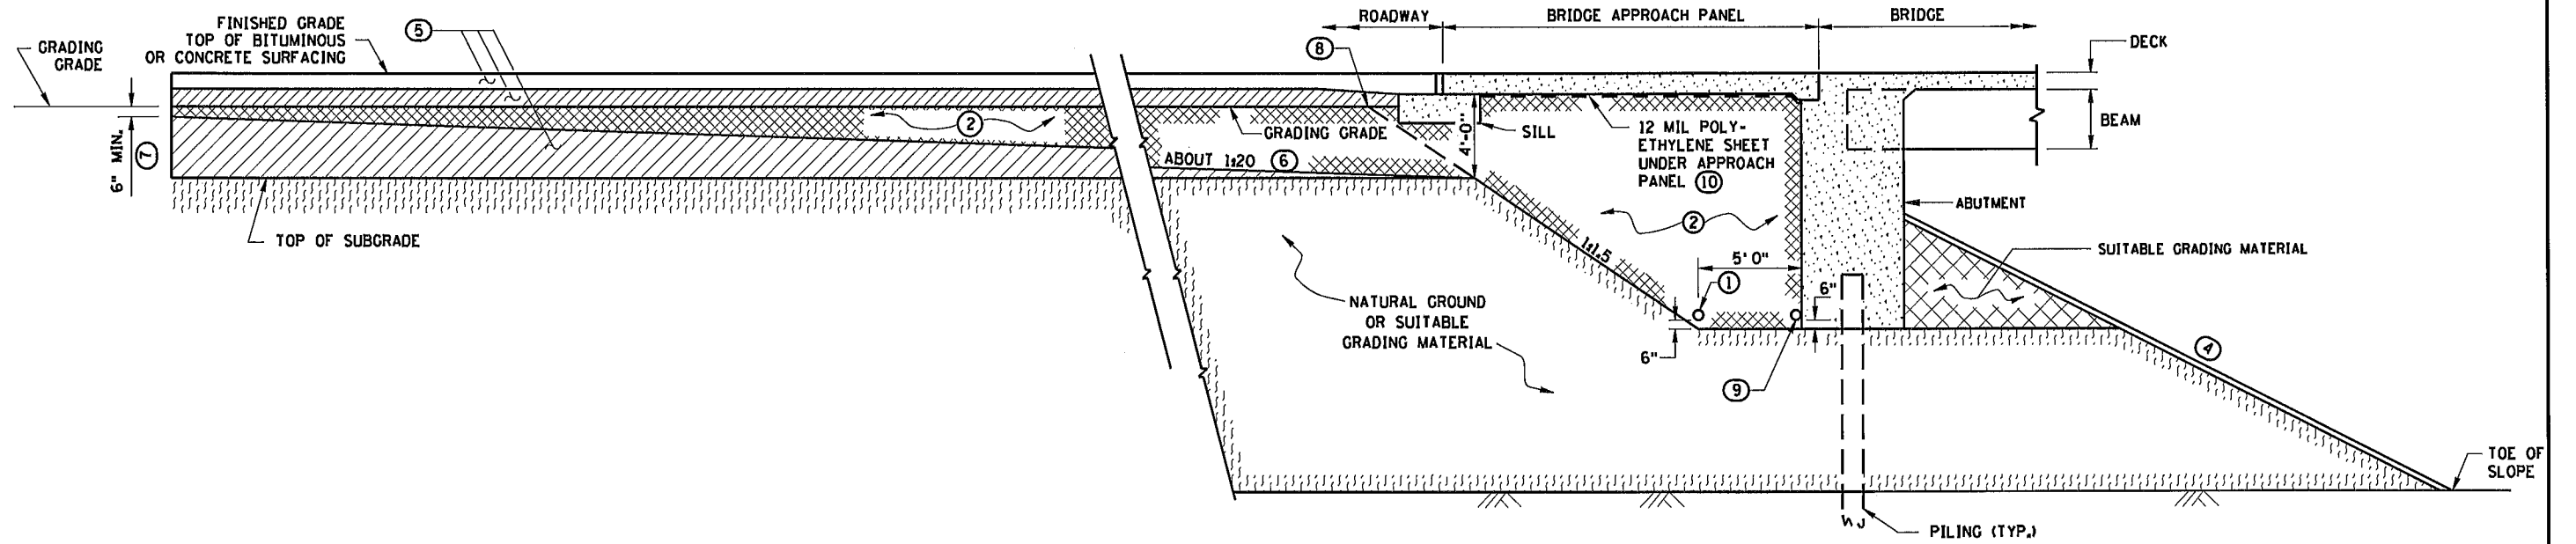 FINISHED GRADE
TOP OF BITUMINOUS
OR CONCRETE SURFACING
5
GRADING
GRADE
6" MIN.
7
2
TOP OF SUBGRADE
ROADWAY
BRIDGE APPROACH PANEL
BRIDGE
8
DECK
BEAM
GRADING GRADE
4'-0"
SILL
12 MIL POLY-
ETHYLENE SHEET
UNDER APPROACH
PANEL 10
ABOUT 1:20 6
ABUTMENT
2
1:1.5
5' 0"
1
6"
SUITABLE GRADING MATERIAL
NATURAL GROUND
OR SUITABLE
GRADING MATERIAL
6"
9
4
TOE OF
SLOPE
PILING (TYP.)